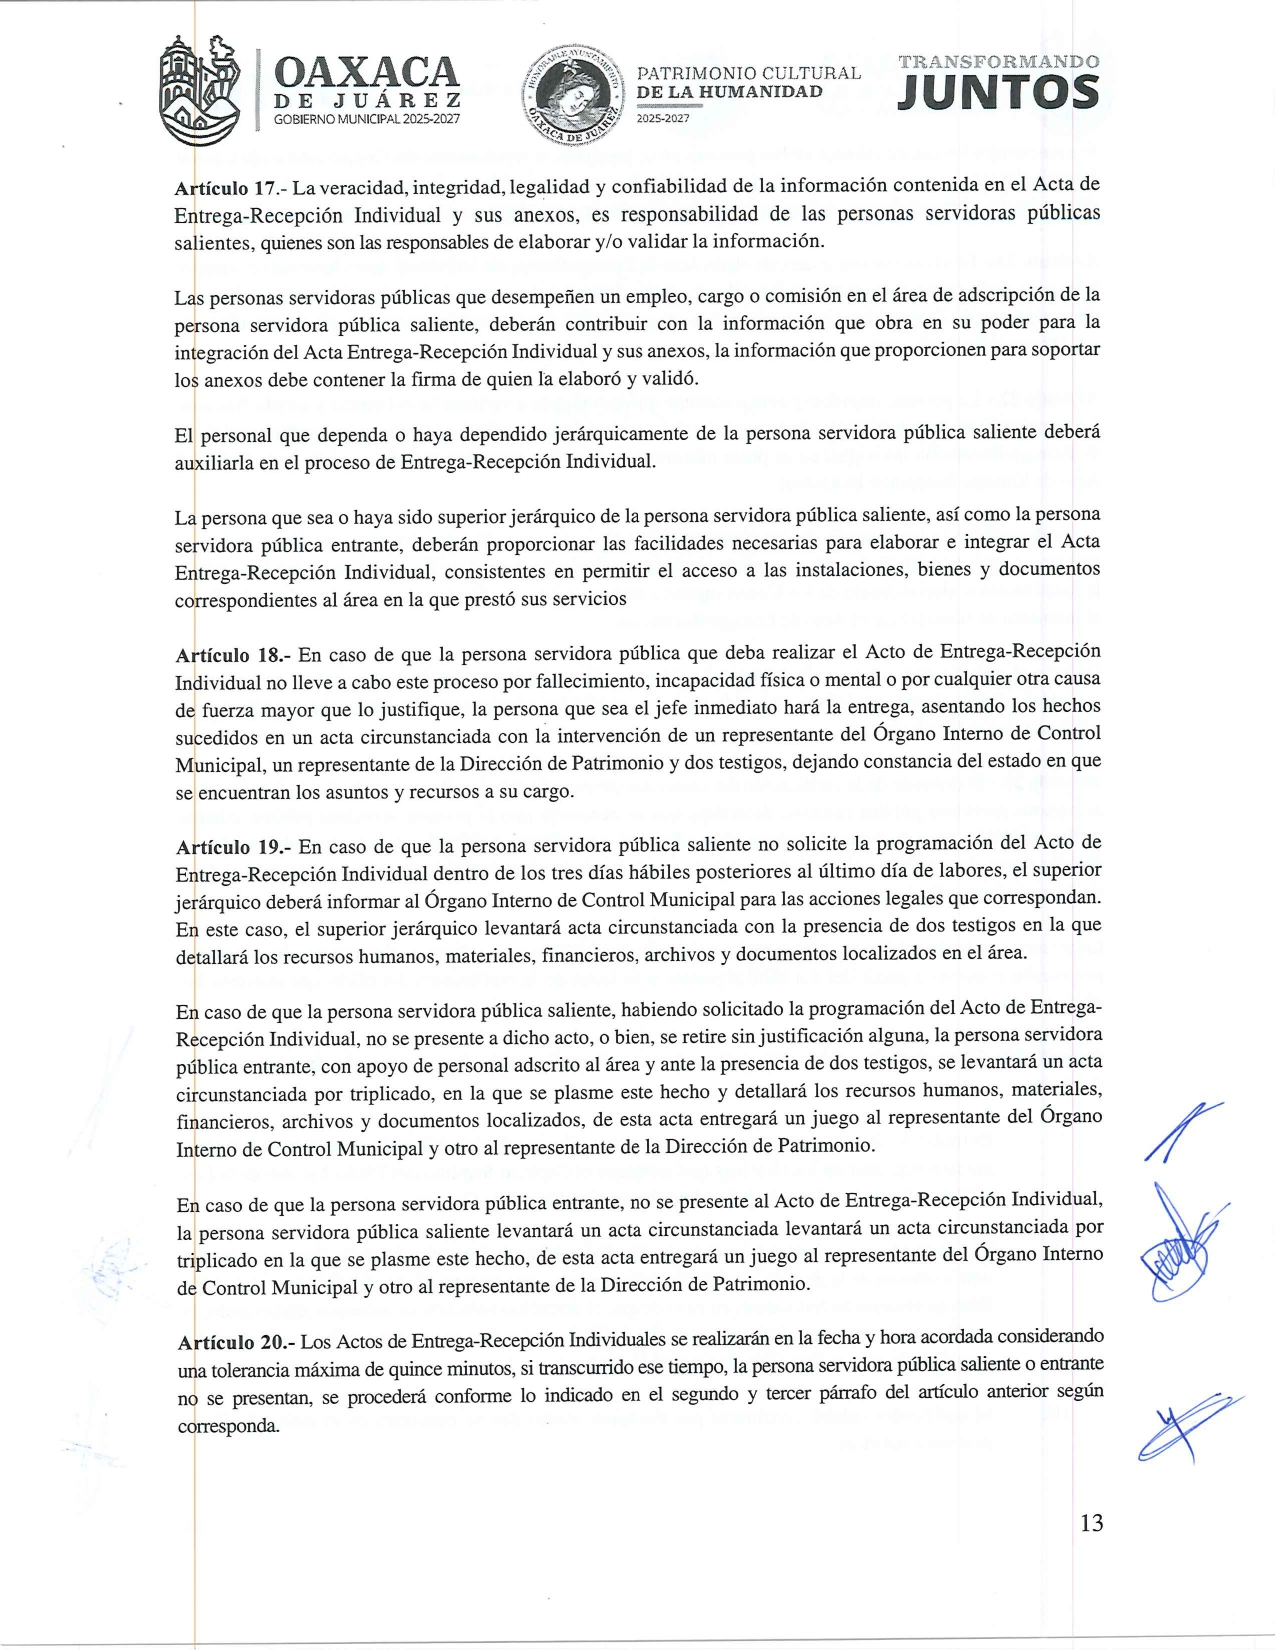 OAXACA
DE JUÁREZ
GOBIERNO MUNICIPAL 2025-2027
HONORABLE AYUNTAMIENTO
OAXACA DE JUÁREZ
PATRIMONIO CULTURAL
DE LA HUMANIDAD
2025-2027
TRANSFORMANDO
JUNTOS
Artículo 17.- La veracidad, integridad, legalidad y confiabilidad de la información contenida en el Acta de
Entrega-Recepción Individual y sus anexos, es responsabilidad de las personas servidoras públicas
salientes, quienes son las responsables de elaborar y/o validar la información.
Las personas servidoras públicas que desempeñen un empleo, cargo o comisión en el área de adscripción de la
persona servidora pública saliente, deberán contribuir con la información que obra en su poder para la
integración del Acta Entrega-Recepción Individual y sus anexos, la información que proporcionen para soportar
los anexos debe contener la firma de quien la elaboró y validó.
El personal que dependa o haya dependido jerárquicamente de la persona servidora pública saliente deberá
auxiliarla en el proceso de Entrega-Recepción Individual.
La persona que sea o haya sido superior jerárquico de la persona servidora pública saliente, así como la persona
servidora pública entrante, deberán proporcionar las facilidades necesarias para elaborar e integrar el Acta
Entrega-Recepción Individual, consistentes en permitir el acceso a las instalaciones, bienes y documentos
correspondientes al área en la que prestó sus servicios
Artículo 18.- En caso de que la persona servidora pública que deba realizar el Acto de Entrega-Recepción
Individual no lleve a cabo este proceso por fallecimiento, incapacidad física o mental o por cualquier otra causa
de fuerza mayor que lo justifique, la persona que sea el jefe inmediato hará la entrega, asentando los hechos
sucedidos en un acta circunstanciada con la intervención de un representante del Órgano Interno de Control
Municipal, un representante de la Dirección de Patrimonio y dos testigos, dejando constancia del estado en que
se encuentran los asuntos y recursos a su cargo.
Artículo 19.- En caso de que la persona servidora pública saliente no solicite la programación del Acto de
Entrega-Recepción Individual dentro de los tres días hábiles posteriores al último día de labores, el superior
jerárquico deberá informar al Órgano Interno de Control Municipal para las acciones legales que correspondan.
En este caso, el superior jerárquico levantará acta circunstanciada con la presencia de dos testigos en la que
detallará los recursos humanos, materiales, financieros, archivos y documentos localizados en el área.
En caso de que la persona servidora pública saliente, habiendo solicitado la programación del Acto de Entrega-
Recepción Individual, no se presente a dicho acto, o bien, se retire sin justificación alguna, la persona servidora
pública entrante, con apoyo de personal adscrito al área y ante la presencia de dos testigos, se levantará un acta
circunstanciada por triplicado, en la que se plasme este hecho y detallará los recursos humanos, materiales,
financieros, archivos y documentos localizados, de esta acta entregará un juego al representante del Órgano
Interno de Control Municipal y otro al representante de la Dirección de Patrimonio.
En caso de que la persona servidora pública entrante, no se presente al Acto de Entrega-Recepción Individual,
la persona servidora pública saliente levantará un acta circunstanciada levantará un acta circunstanciada por
triplicado en la que se plasme este hecho, de esta acta entregará un juego al representante del Órgano Interno
de Control Municipal y otro al representante de la Dirección de Patrimonio.
Artículo 20.- Los Actos de Entrega-Recepción Individuales se realizarán en la fecha y hora acordada considerando
una tolerancia máxima de quince minutos, si transcurrido ese tiempo, la persona servidora pública saliente o entrante
no se presentan, se procederá conforme lo indicado en el segundo y tercer párrafo del artículo anterior según
corresponda.
13